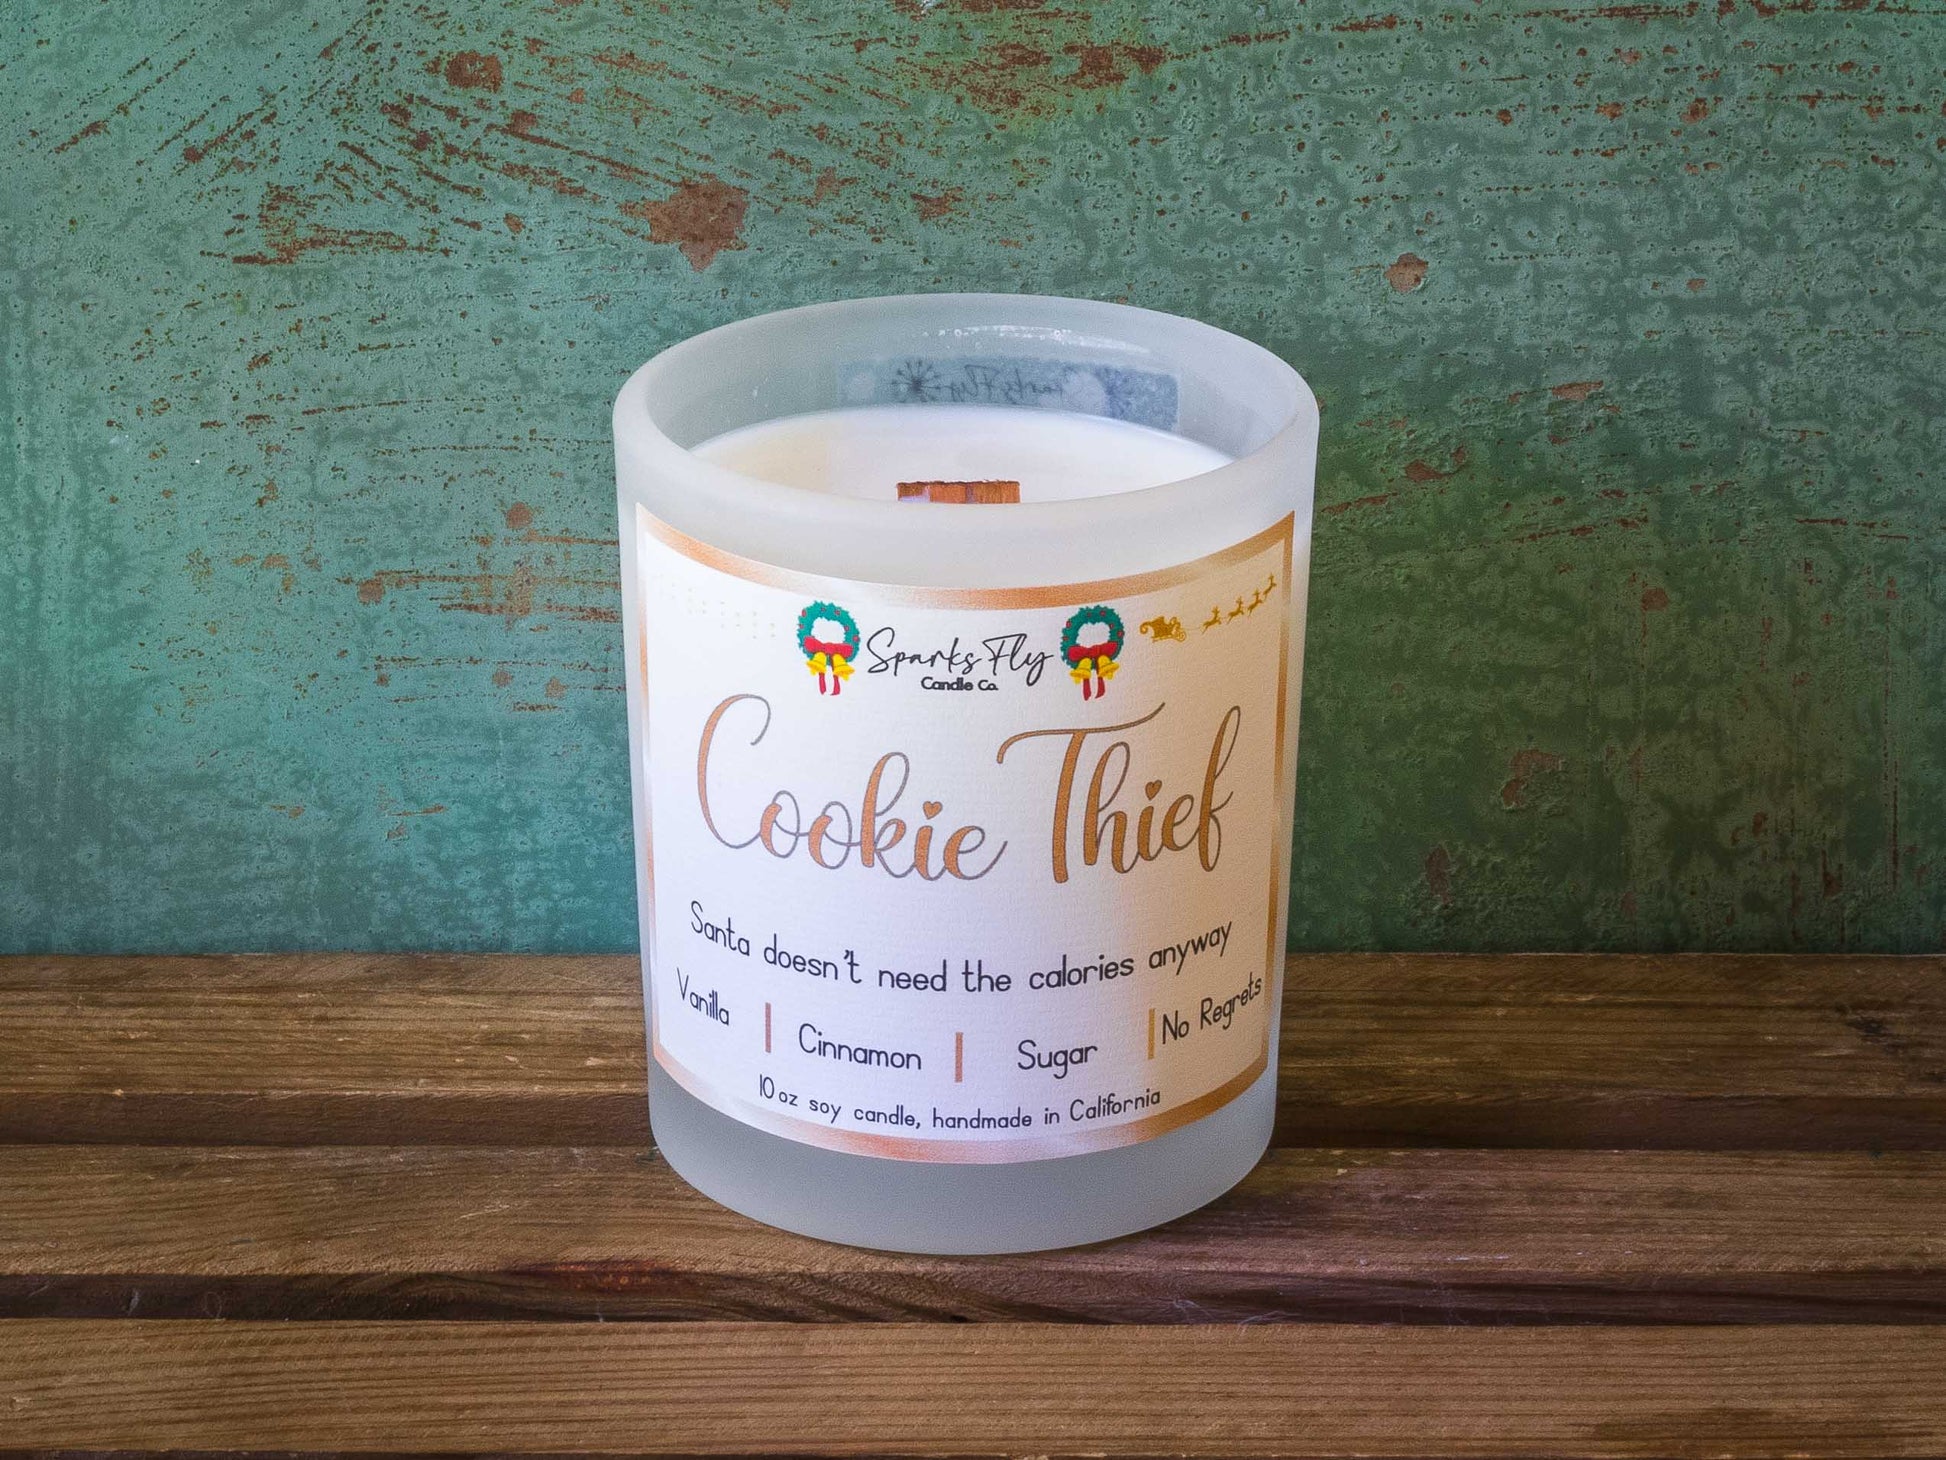 Sparks Fly
Candle Co.
Cookie Thief
Santa doesn't need the calories anyway
Vanilla | Cinnamon | Sugar | No Regrets
10 oz soy candle, handmade in California